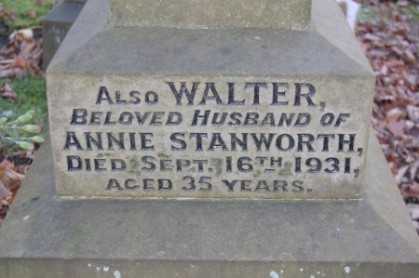 Also WALTER,
BELOVED HUSBAND OF
ANNIE STANWORTH,
DIED SEPT. 16TH 1931,
AGED 35 YEARS.